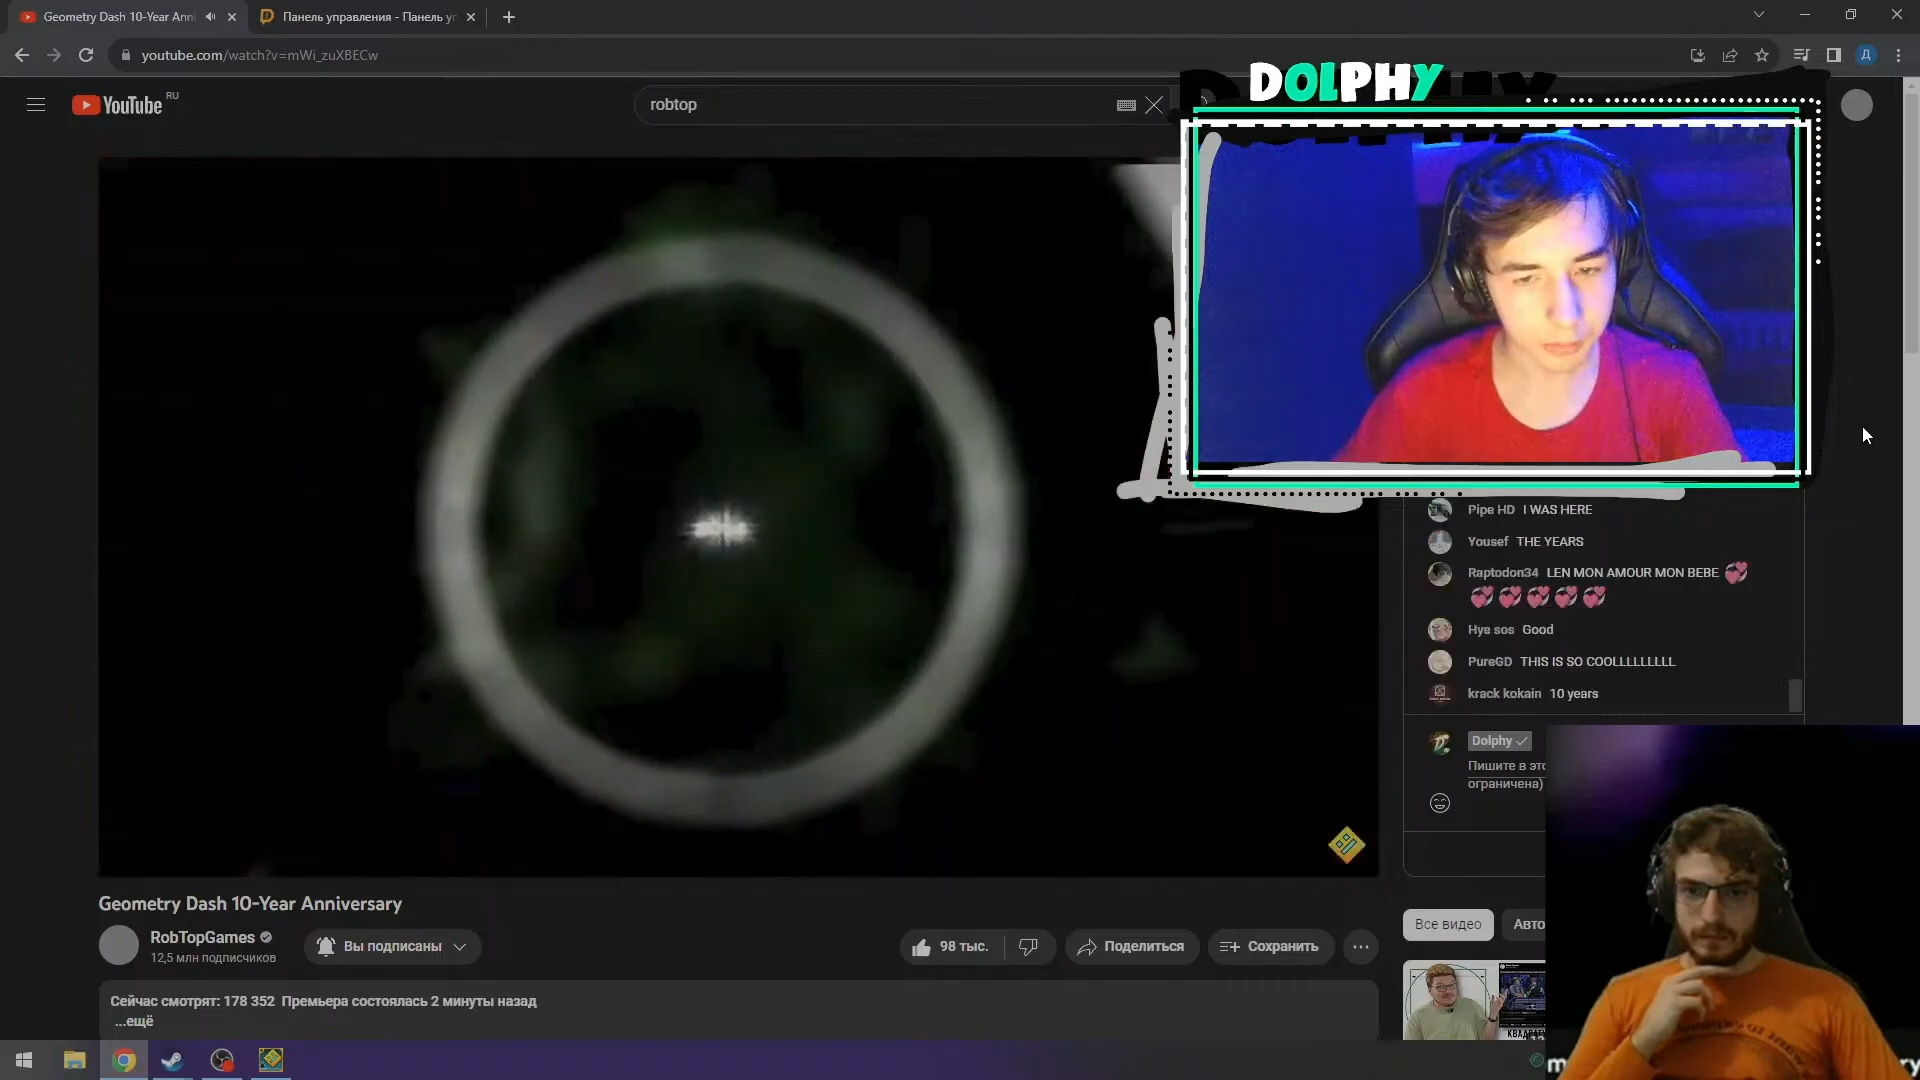 Geometry Dash 10-Year Anni
Панель управления - Панель уп
youtube.com/watch?v=mWi_zuXBECw
Д
YouTube RU
robtop
DOLPHY
Pipe HD I WAS HERE
Yousef THE YEARS
Raptodon34 LEN MON AMOUR MON BEBE
Hye sos Good
PureGD THIS IS SO COOLLLLLLLLL
krack kokain 10 years
Dolphy
Пишите в это
ограничена)
Geometry Dash 10-Year Anniversary
RobTopGames
12,5 млн подписчиков
Вы подписаны
98 тыс.
Поделиться
Сохранить
Все видео
Авто
Сейчас смотрят: 178 352 Премьера состоялась 2 минуты назад
...ещё